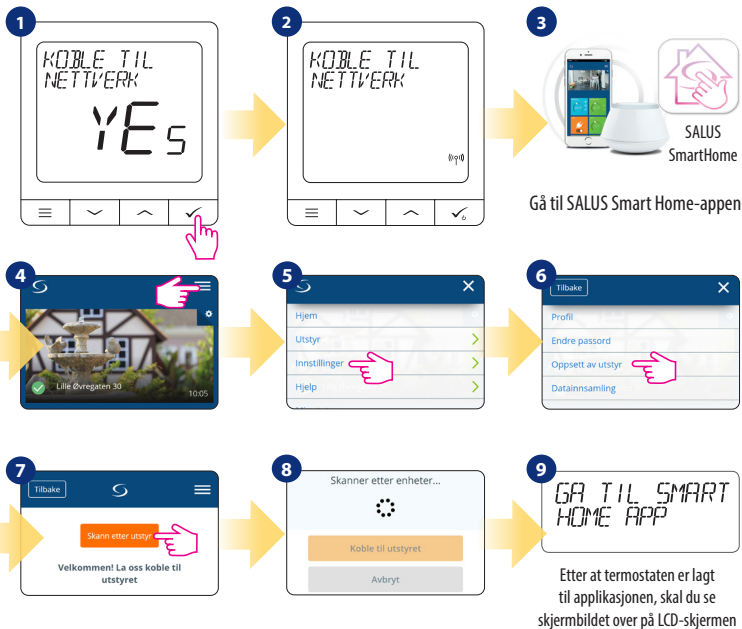 1
KOBLE TIL
NETTVERK
YES
2
KOBLE TIL
NETTVERK
3
SALUS
SmartHome
Gå til SALUS Smart Home-appen
4
Lille Øvregaten 30
10:05
5
Hjem
Utstyr
Innstillinger
Hjelp
6
Tilbake
Profil
Endre passord
Oppsett av utstyr
Datainnsamling
7
Tilbake
Skann etter utstyr
Velkommen! La oss koble til
utstyret
8
Skanner etter enheter...
Koble til utstyret
Avbryt
9
GA TIL SMART
HOME APP
Etter at termostaten er lagt
til applikasjonen, skal du se
skjermbildet over på LCD-skjermen